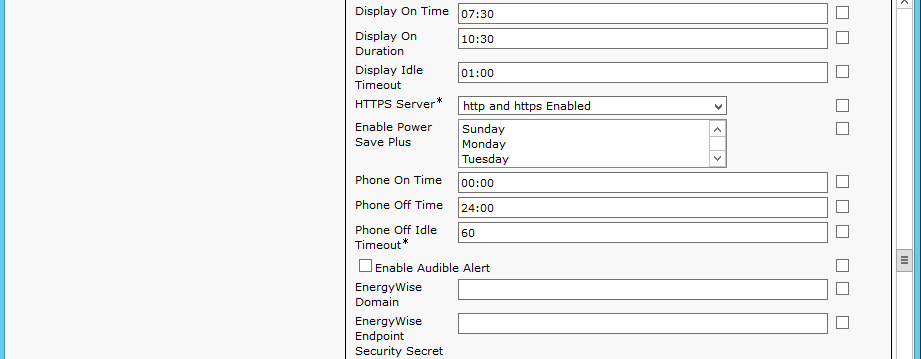 Display On Time 07:30
Display On
Duration 10:30
Display Idle
Timeout 01:00
HTTPS Server* http and https Enabled
Enable Power
Save Plus
Sunday
Monday
Tuesday
Phone On Time 00:00
Phone Off Time 24:00
Phone Off Idle
Timeout* 60
Enable Audible Alert
EnergyWise
Domain
EnergyWise
Endpoint
Security Secret